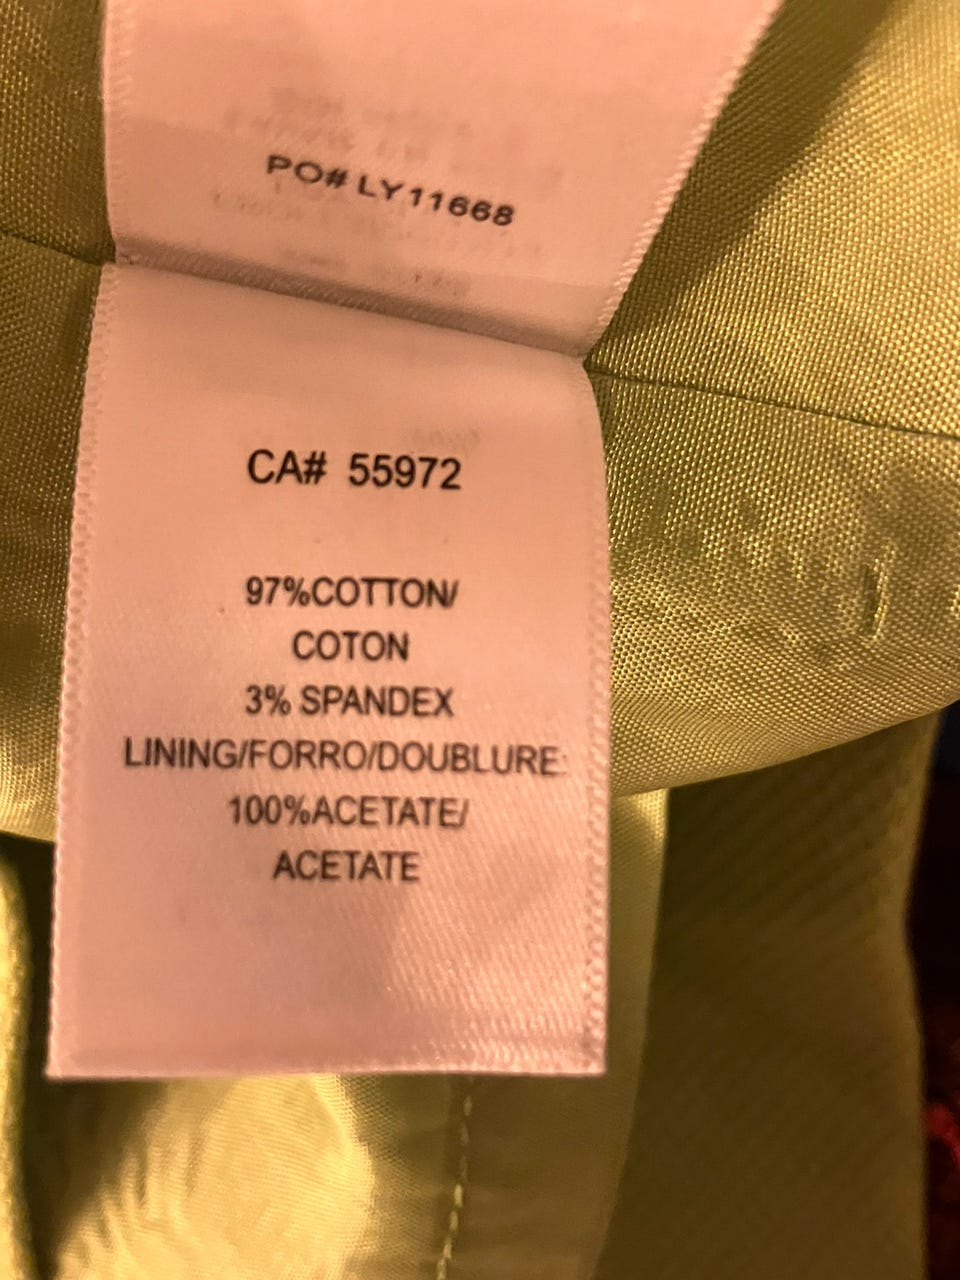 PO# LY11668
CA# 55972
97%COTTON/
COTON
3% SPANDEX
LINING/FORRO/DOUBLURE:
100%ACETATE/
ACETATE